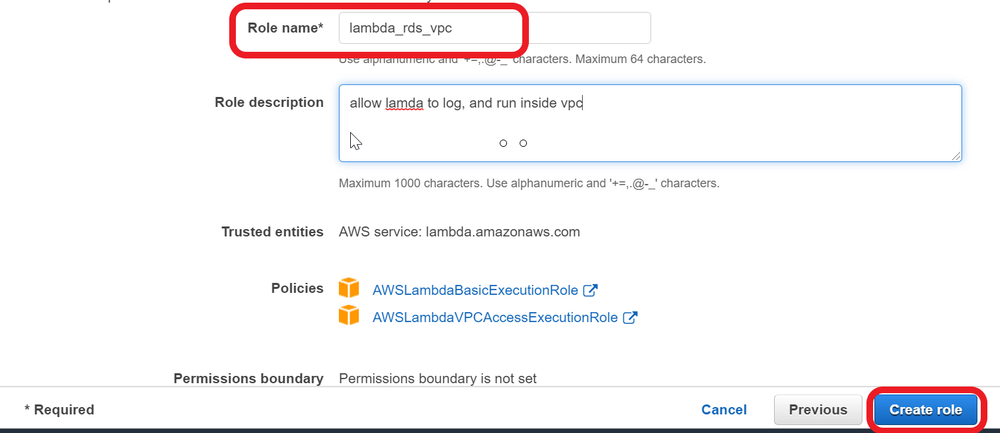 Role name* lambda_rds_vpc
Use alphanumeric and '+=,.@-_' characters. Maximum 64 characters.
Role description allow lamda to log, and run inside vpc
Maximum 1000 characters. Use alphanumeric and '+=,.@-_' characters.
Trusted entities AWS service: lambda.amazonaws.com
Policies AWSLambdaBasicExecutionRole
AWSLambdaVPCAccessExecutionRole
Permissions boundary Permissions boundary is not set
* Required Cancel Previous Create role